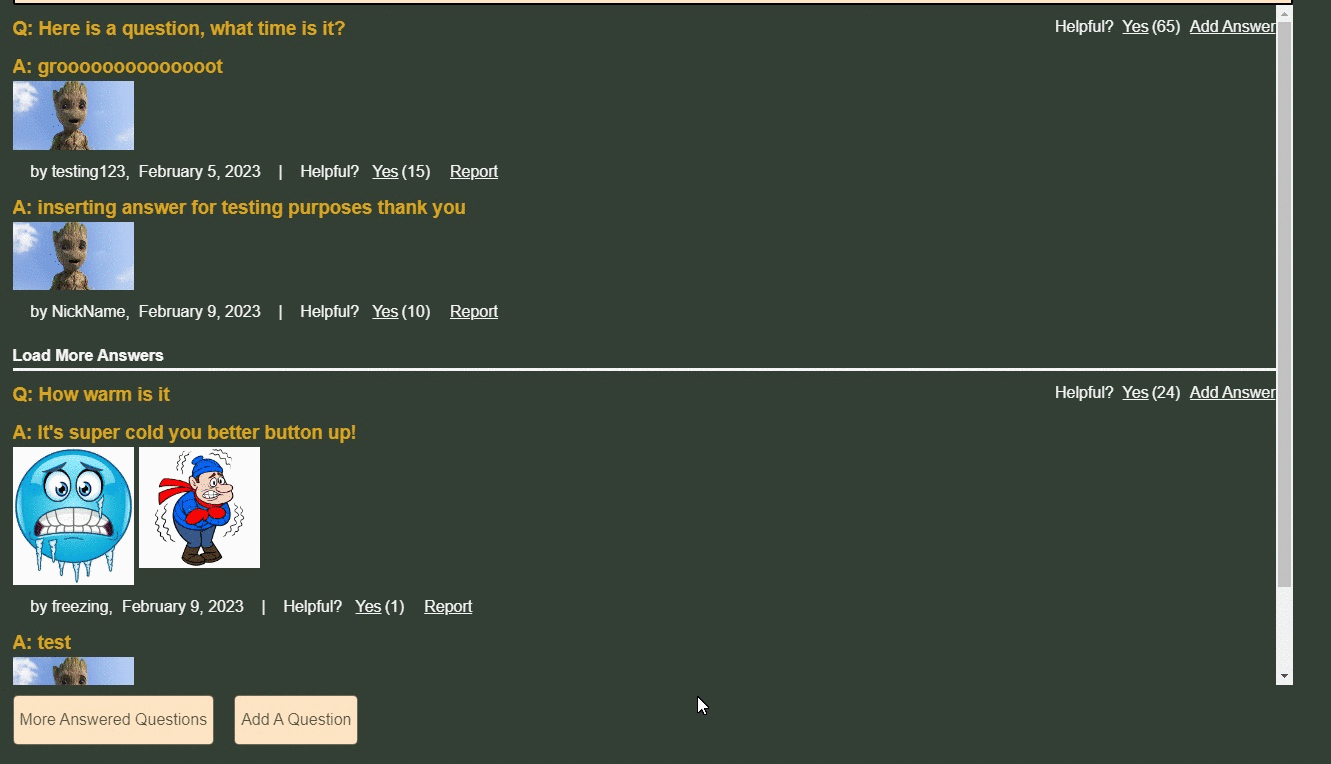 Q: Here is a question, what time is it?
Helpful? Yes (65) Add Answer
A: grooooooooooooooot
by testing123, February 5, 2023 | Helpful? Yes (15) Report
A: inserting answer for testing purposes thank you
by NickName, February 9, 2023 | Helpful? Yes (10) Report
Load More Answers
Q: How warm is it
Helpful? Yes (24) Add Answer
A: It's super cold you better button up!
by freezing, February 9, 2023 | Helpful? Yes (1) Report
A: test
More Answered Questions
Add A Question